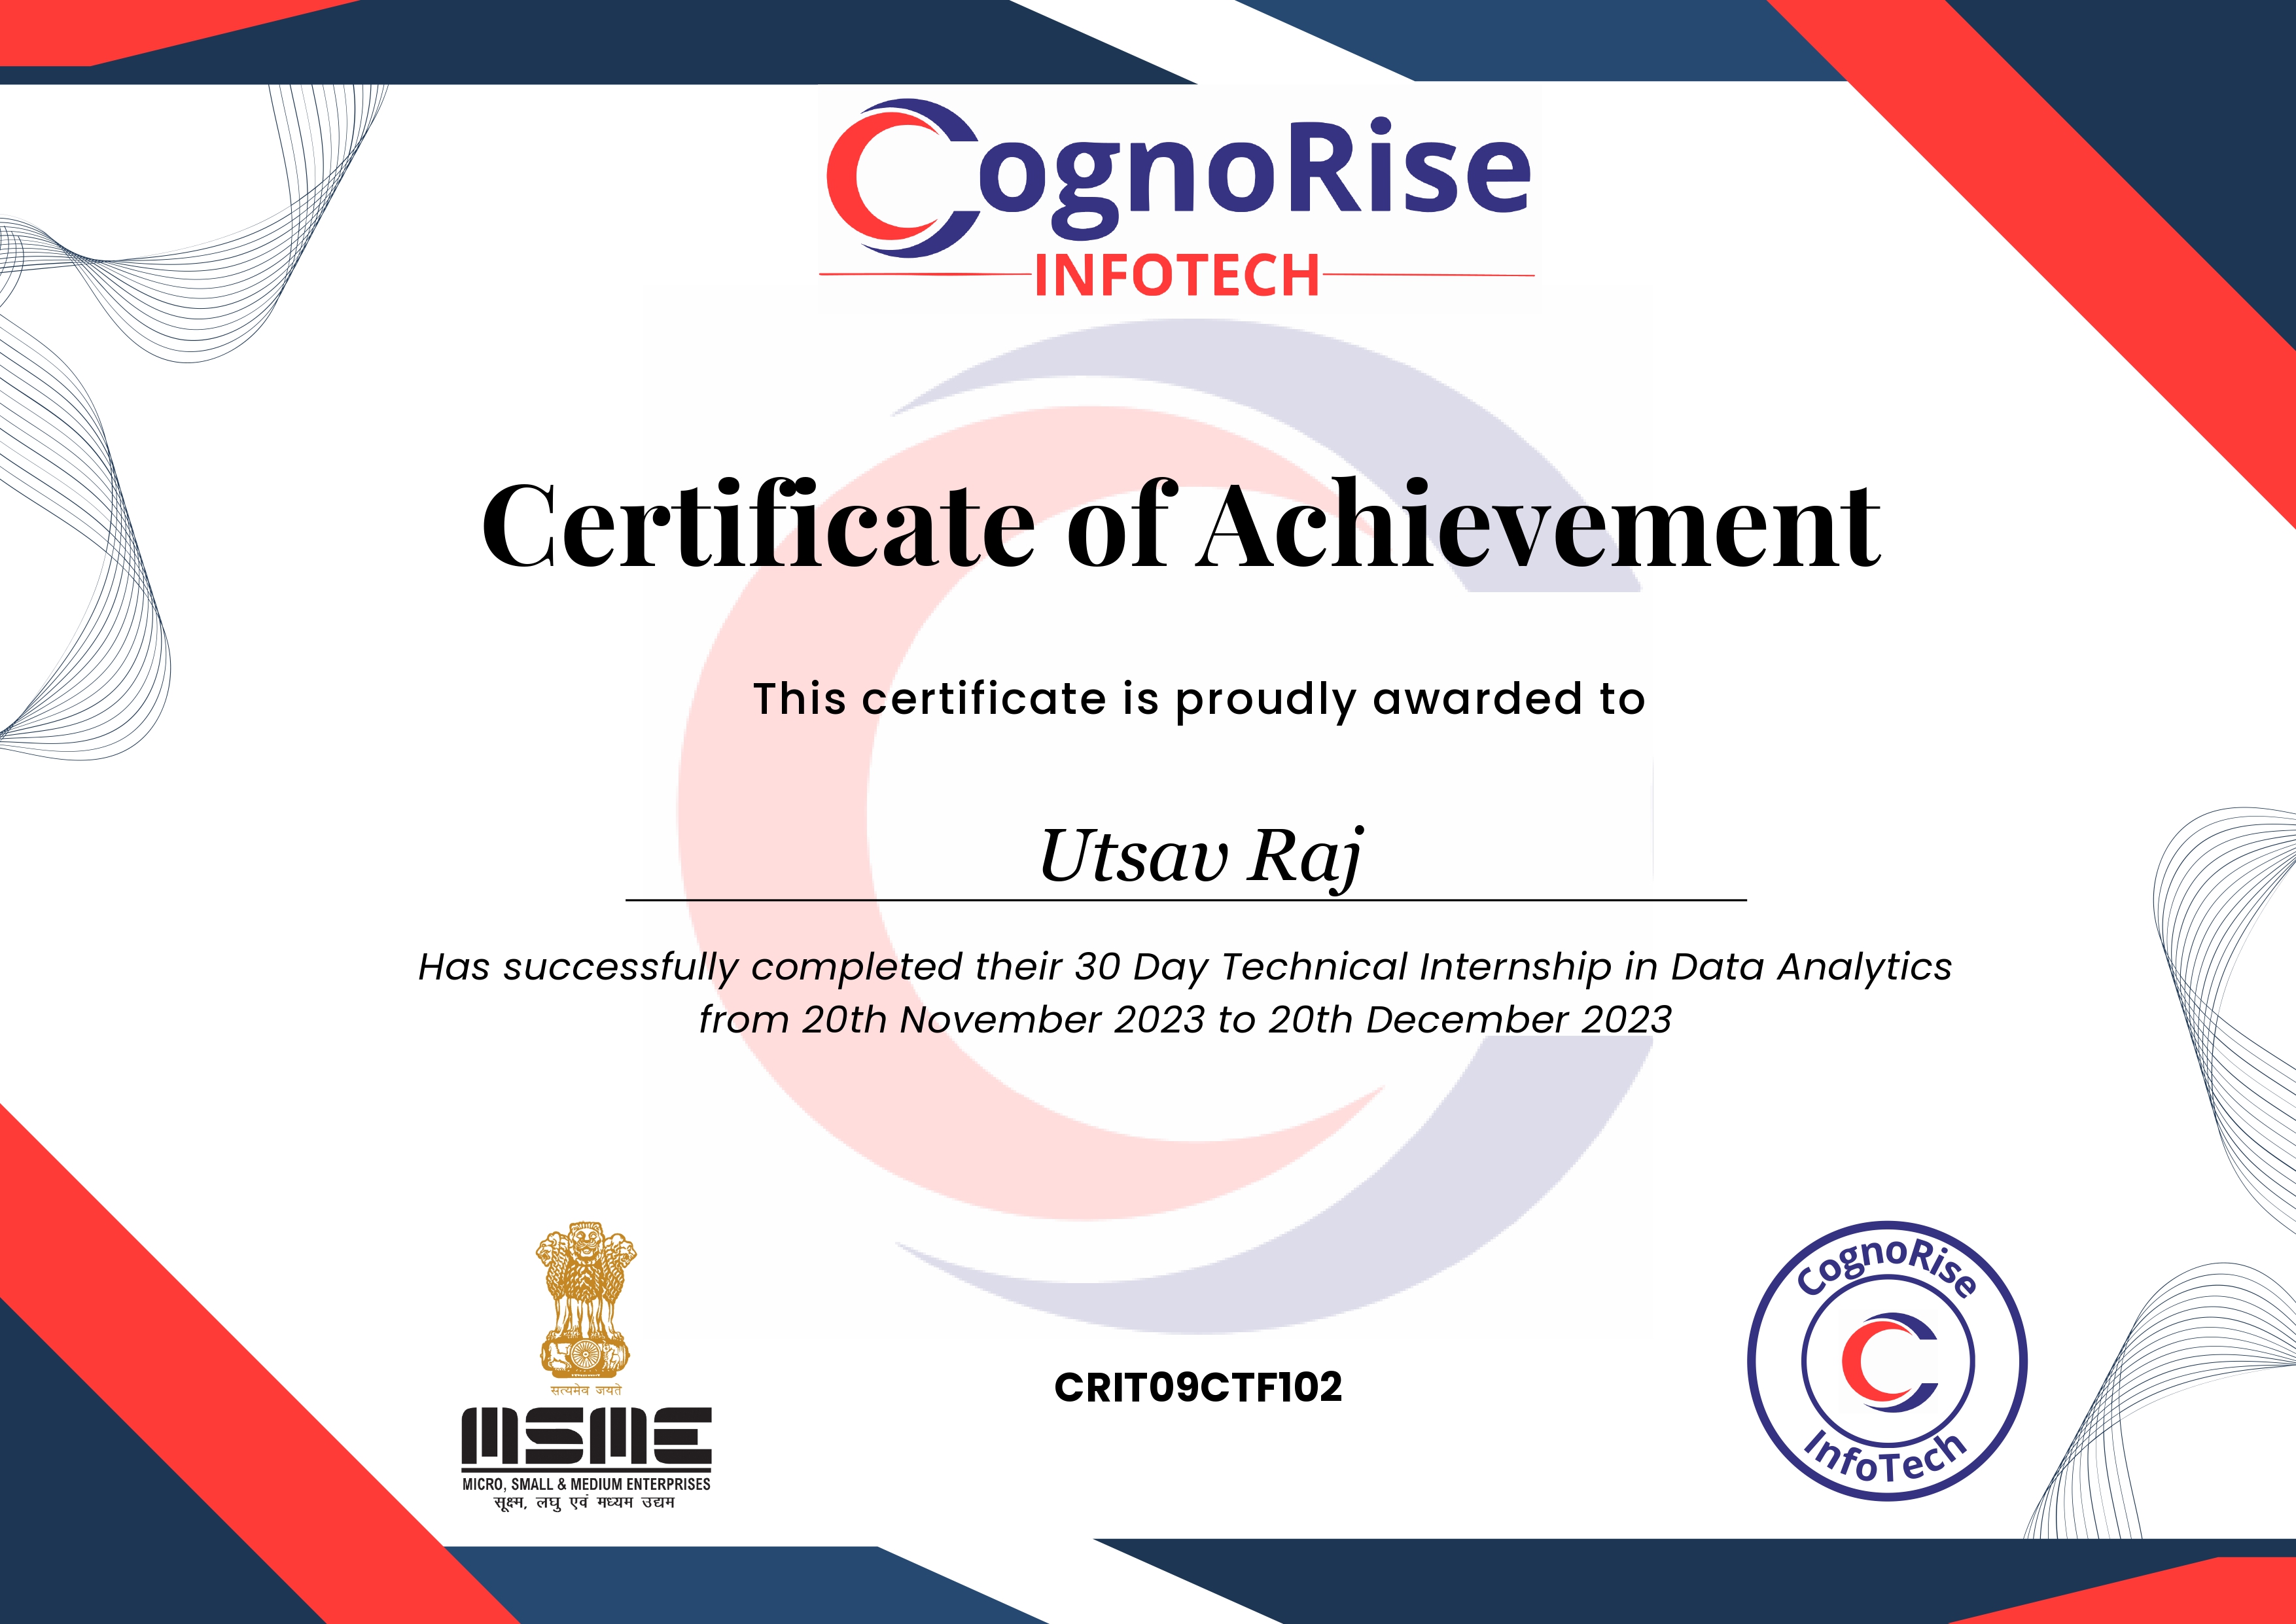 CognoRise
INFOTECH
Certificate of Achievement
This certificate is proudly awarded to
Utsav Raj
Has successfully completed their 30 Day Technical Internship in Data Analytics
from 20th November 2023 to 20th December 2023
सत्यमेव जयते
MSME
MICRO, SMALL & MEDIUM ENTERPRISES
सूक्ष्म, लघु एवं मध्यम उद्यम
CRIT09CTF102
CognoRise
InfoTech